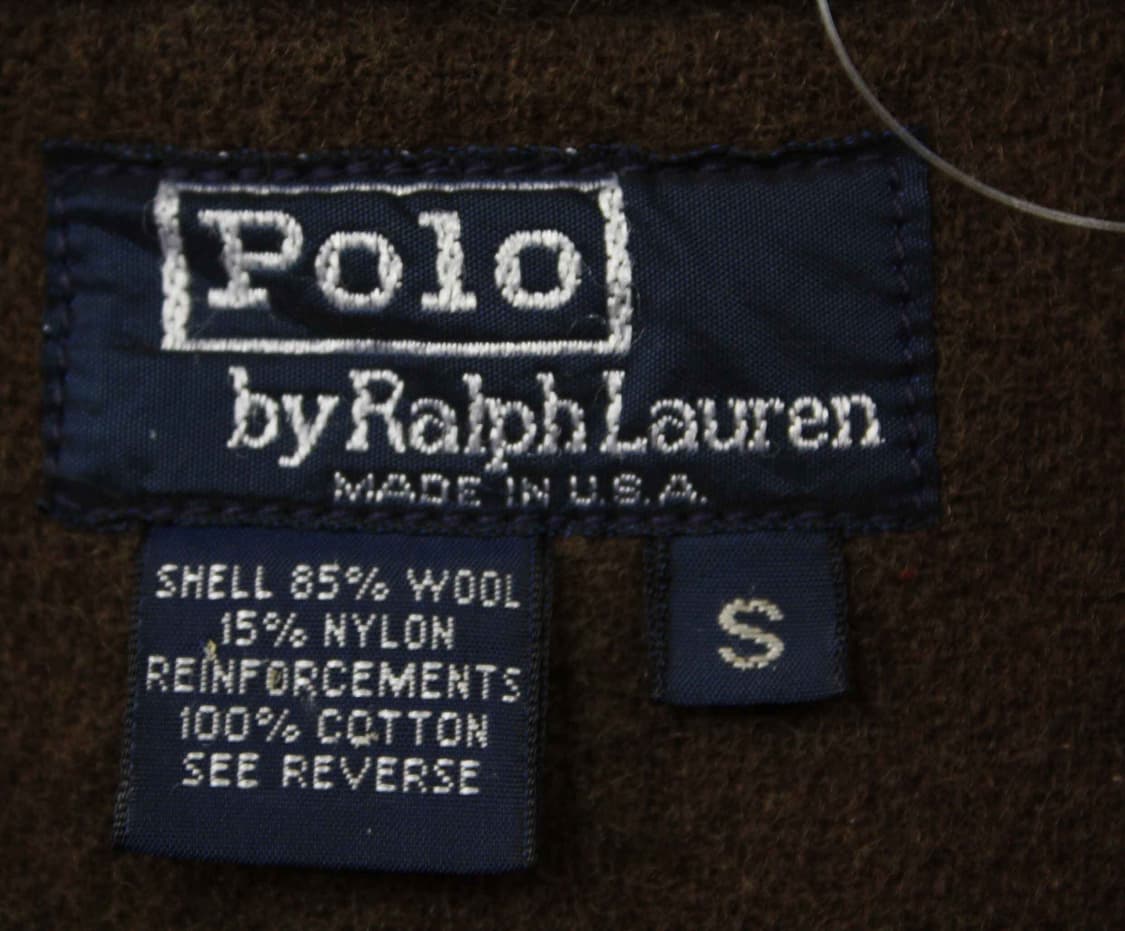 Polo
by Ralph Lauren
MADE IN U.S.A.
SHELL 85% WOOL
15% NYLON
REINFORCEMENTS
100% COTTON
SEE REVERSE
S